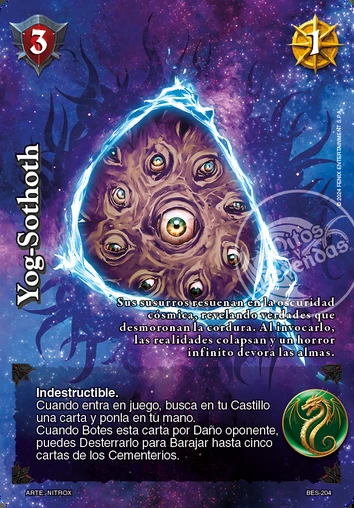 3
1
© 2024 FENIX ENTERTAINMENT S.P.A.
Yog-Sothoth
Mitos
Leyendas
Sus susurros resuenan en la oscuridad
cósmica, revelando verdades que
desmoronan la cordura. Al invocarlo,
las realidades colapsan y un horror
infinito devora las almas.
Indestructible.
Cuando entra en juego, busca en tu Castillo
una carta y ponla en tu mano.
Cuando Botes esta carta por Daño oponente,
puedes Desterrarlo para Barajar hasta cinco
cartas de los Cementerios.
ARTE: NITROX
BES-204